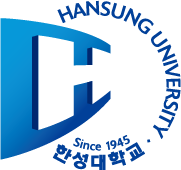 HANSUNG UNIVERSITY ·
Since 1945
한성대학교